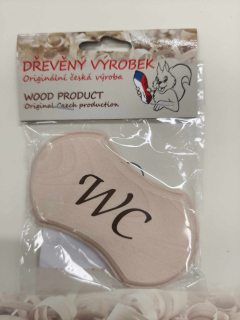 DŘEVĚNÝ VÝROBEK
Originální česká výroba
WOOD PRODUCT
Original Czech production
WC